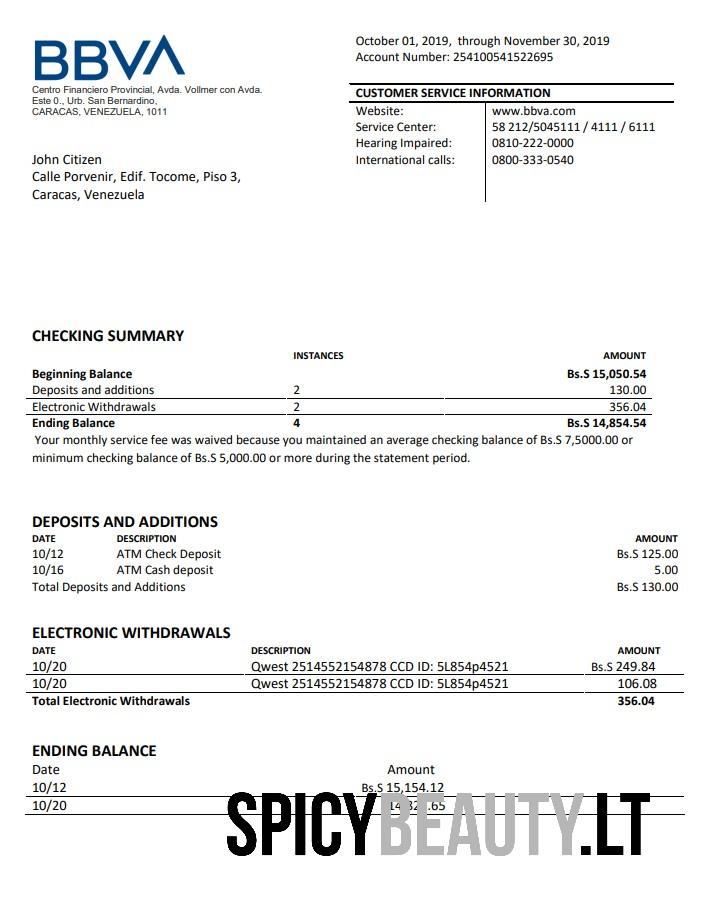 BBVA
Centro Financiero Provincial, Avda. Vollmer con Avda.
Este 0., Urb. San Bernardino,
CARACAS, VENEZUELA, 1011
October 01, 2019, through November 30, 2019
Account Number: 254100541522695
CUSTOMER SERVICE INFORMATION
Website: www.bbva.com
Service Center: 58 212/5045111 / 4111 / 6111
Hearing Impaired: 0810-222-0000
International calls: 0800-333-0540
John Citizen
Calle Porvenir, Edif. Tocome, Piso 3,
Caracas, Venezuela
CHECKING SUMMARY
INSTANCES AMOUNT
Beginning Balance Bs.S 15,050.54
Deposits and additions 2 130.00
Electronic Withdrawals 2 356.04
Ending Balance 4 Bs.S 14,854.54
Your monthly service fee was waived because you maintained an average checking balance of Bs.S 7,5000.00 or
minimum checking balance of Bs.S 5,000.00 or more during the statement period.
DEPOSITS AND ADDITIONS
DATE DESCRIPTION AMOUNT
10/12 ATM Check Deposit Bs.S 125.00
10/16 ATM Cash deposit 5.00
Total Deposits and Additions Bs.S 130.00
ELECTRONIC WITHDRAWALS
DATE DESCRIPTION AMOUNT
10/20 Qwest 2514552154878 CCD ID: 5L854p4521 Bs.S 249.84
10/20 Qwest 2514552154878 CCD ID: 5L854p4521 106.08
Total Electronic Withdrawals 356.04
ENDING BALANCE
Date Amount
10/12 Bs.S 15,154.12
10/20
SPICYBEAUTY.LT